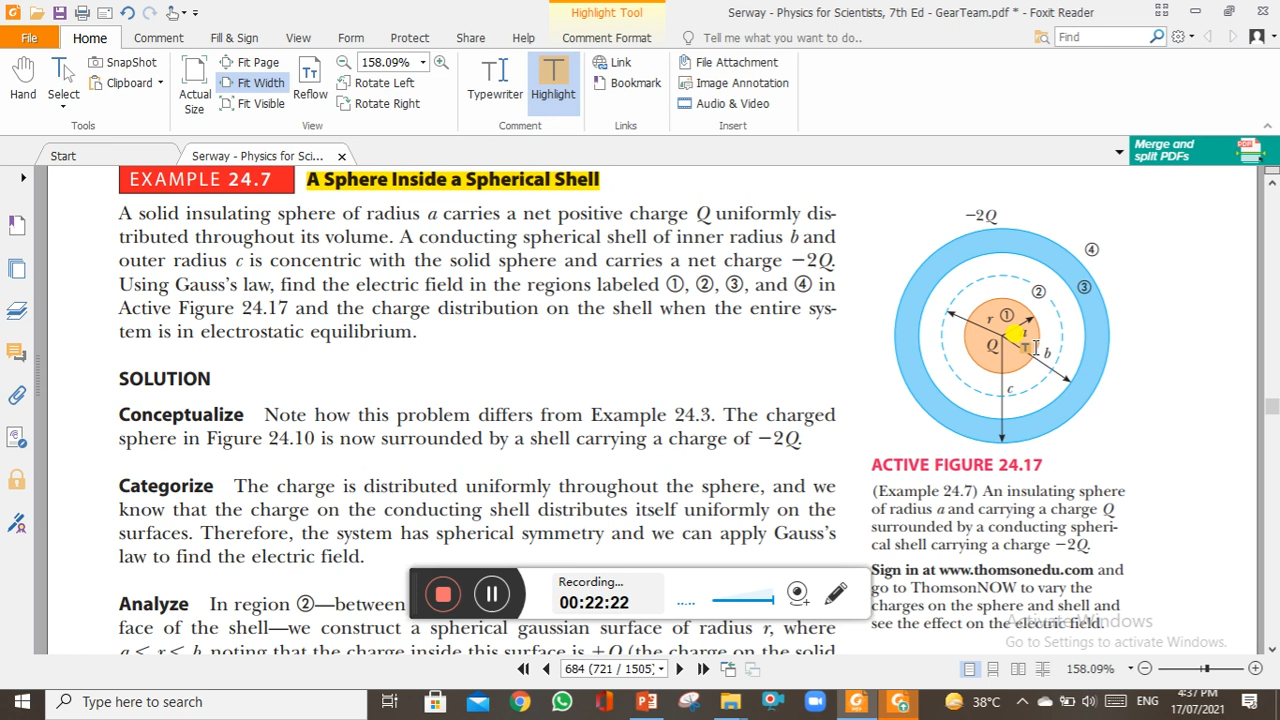 Highlight Tool
Serway - Physics for Scientists, 7th Ed - GearTeam.pdf * - Foxit Reader
File
Home
Comment
Fill & Sign
View
Form
Protect
Share
Help
Comment Format
Tell me what you want to do..
Find
Hand
Select
SnapShot
Clipboard
Actual Size
Fit Page
Fit Width
Fit Visible
Reflow
158.09%
Rotate Left
Rotate Right
Typewriter
Highlight
Link
Bookmark
File Attachment
Image Annotation
Audio & Video
Tools
View
Comment
Links
Insert
Start
Serway - Physics for Sci...
Merge and
split PDFs
EXAMPLE 24.7 A Sphere Inside a Spherical Shell
A solid insulating sphere of radius a carries a net positive charge Q uniformly dis-
tributed throughout its volume. A conducting spherical shell of inner radius b and
outer radius c is concentric with the solid sphere and carries a net charge −2Q.
Using Gauss's law, find the electric field in the regions labeled ①, ②, ③, and ④ in
Active Figure 24.17 and the charge distribution on the shell when the entire sys-
tem is in electrostatic equilibrium.
SOLUTION
Conceptualize Note how this problem differs from Example 24.3. The charged
sphere in Figure 24.10 is now surrounded by a shell carrying a charge of −2Q.
Categorize The charge is distributed uniformly throughout the sphere, and we
know that the charge on the conducting shell distributes itself uniformly on the
surfaces. Therefore, the system has spherical symmetry and we can apply Gauss's
law to find the electric field.
Analyze In region ②—between
face of the shell—we construct a spherical gaussian surface of radius r, where
a < r < b, noting that the charge inside this surface is +Q (the charge on the solid
−2Q
④
③
②
①
r
Q
b
c
ACTIVE FIGURE 24.17
(Example 24.7) An insulating sphere
of radius a and carrying a charge Q
surrounded by a conducting spheri-
cal shell carrying a charge −2Q.
Sign in at www.thomsonedu.com and
go to ThomsonNOW to vary the
charges on the sphere and shell and
see the effect on the electric field.
Activate Windows
Go to Settings to activate Windows.
Recording...
00:22:22
684 (721 / 1505)
158.09%
Type here to search
38°C
ENG
4:37 PM
17/07/2021